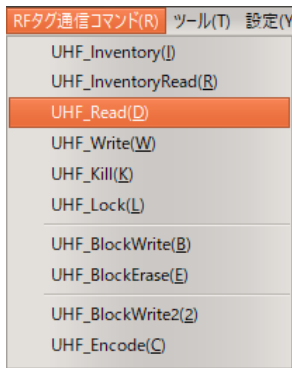 RFタグ通信コマンド(R) ツール(T) 設定(Y
UHF_Inventory(I)
UHF_InventoryRead(R)
UHF_Read(D)
UHF_Write(W)
UHF_Kill(K)
UHF_Lock(L)
UHF_BlockWrite(B)
UHF_BlockErase(E)
UHF_BlockWrite2(2)
UHF_Encode(C)